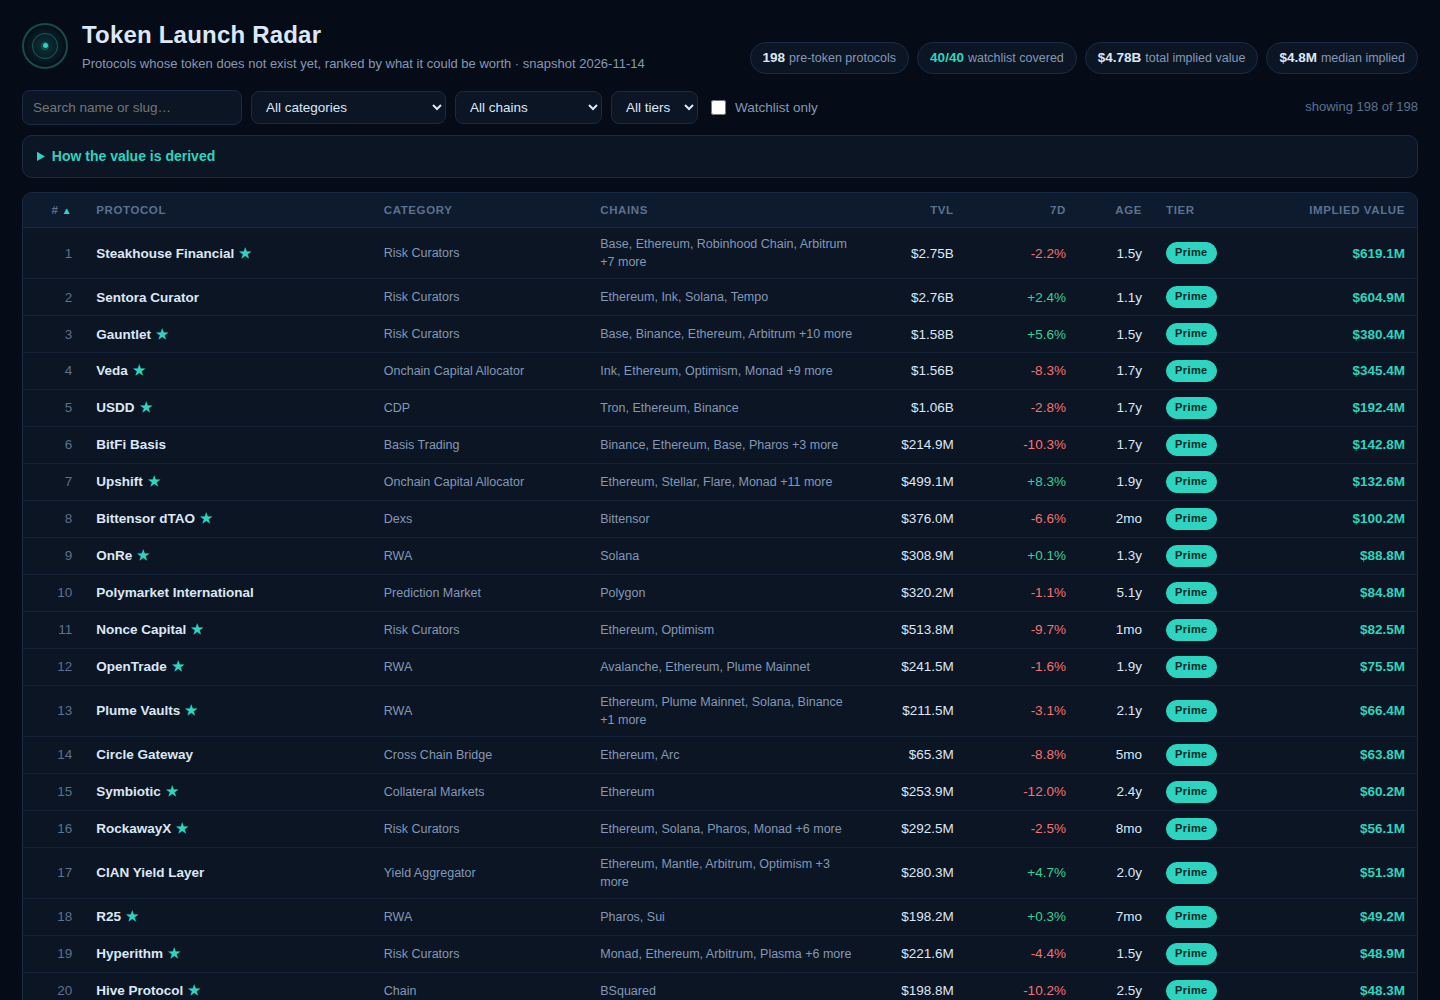 Token Launch Radar
Protocols whose token does not exist yet, ranked by what it could be worth · snapshot 2026-11-14
198 pre-token protocols
40/40 watchlist covered
$4.78B total implied value
$4.8M median implied
Search name or slug…
All categories
All chains
All tiers
Watchlist only
showing 198 of 198
▶ How the value is derived
# ▲ PROTOCOL CATEGORY CHAINS TVL 7D AGE TIER IMPLIED VALUE
1 Steakhouse Financial ★ Risk Curators Base, Ethereum, Robinhood Chain, Arbitrum +7 more $2.75B -2.2% 1.5y Prime $619.1M
2 Sentora Curator Risk Curators Ethereum, Ink, Solana, Tempo $2.76B +2.4% 1.1y Prime $604.9M
3 Gauntlet ★ Risk Curators Base, Binance, Ethereum, Arbitrum +10 more $1.58B +5.6% 1.5y Prime $380.4M
4 Veda ★ Onchain Capital Allocator Ink, Ethereum, Optimism, Monad +9 more $1.56B -8.3% 1.7y Prime $345.4M
5 USDD ★ CDP Tron, Ethereum, Binance $1.06B -2.8% 1.7y Prime $192.4M
6 BitFi Basis Basis Trading Binance, Ethereum, Base, Pharos +3 more $214.9M -10.3% 1.7y Prime $142.8M
7 Upshift ★ Onchain Capital Allocator Ethereum, Stellar, Flare, Monad +11 more $499.1M +8.3% 1.9y Prime $132.6M
8 Bittensor dTAO ★ Dexs Bittensor $376.0M -6.6% 2mo Prime $100.2M
9 OnRe ★ RWA Solana $308.9M +0.1% 1.3y Prime $88.8M
10 Polymarket International Prediction Market Polygon $320.2M -1.1% 5.1y Prime $84.8M
11 Nonce Capital ★ Risk Curators Ethereum, Optimism $513.8M -9.7% 1mo Prime $82.5M
12 OpenTrade ★ RWA Avalanche, Ethereum, Plume Mainnet $241.5M -1.6% 1.9y Prime $75.5M
13 Plume Vaults ★ RWA Ethereum, Plume Mainnet, Solana, Binance +1 more $211.5M -3.1% 2.1y Prime $66.4M
14 Circle Gateway Cross Chain Bridge Ethereum, Arc $65.3M -8.8% 5mo Prime $63.8M
15 Symbiotic ★ Collateral Markets Ethereum $253.9M -12.0% 2.4y Prime $60.2M
16 RockawayX ★ Risk Curators Ethereum, Solana, Pharos, Monad +6 more $292.5M -2.5% 8mo Prime $56.1M
17 CIAN Yield Layer Yield Aggregator Ethereum, Mantle, Arbitrum, Optimism +3 more $280.3M +4.7% 2.0y Prime $51.3M
18 R25 ★ RWA Pharos, Sui $198.2M +0.3% 7mo Prime $49.2M
19 Hyperithm ★ Risk Curators Monad, Ethereum, Arbitrum, Plasma +6 more $221.6M -4.4% 1.5y Prime $48.9M
20 Hive Protocol ★ Chain BSquared $198.8M -10.2% 2.5y Prime $48.3M